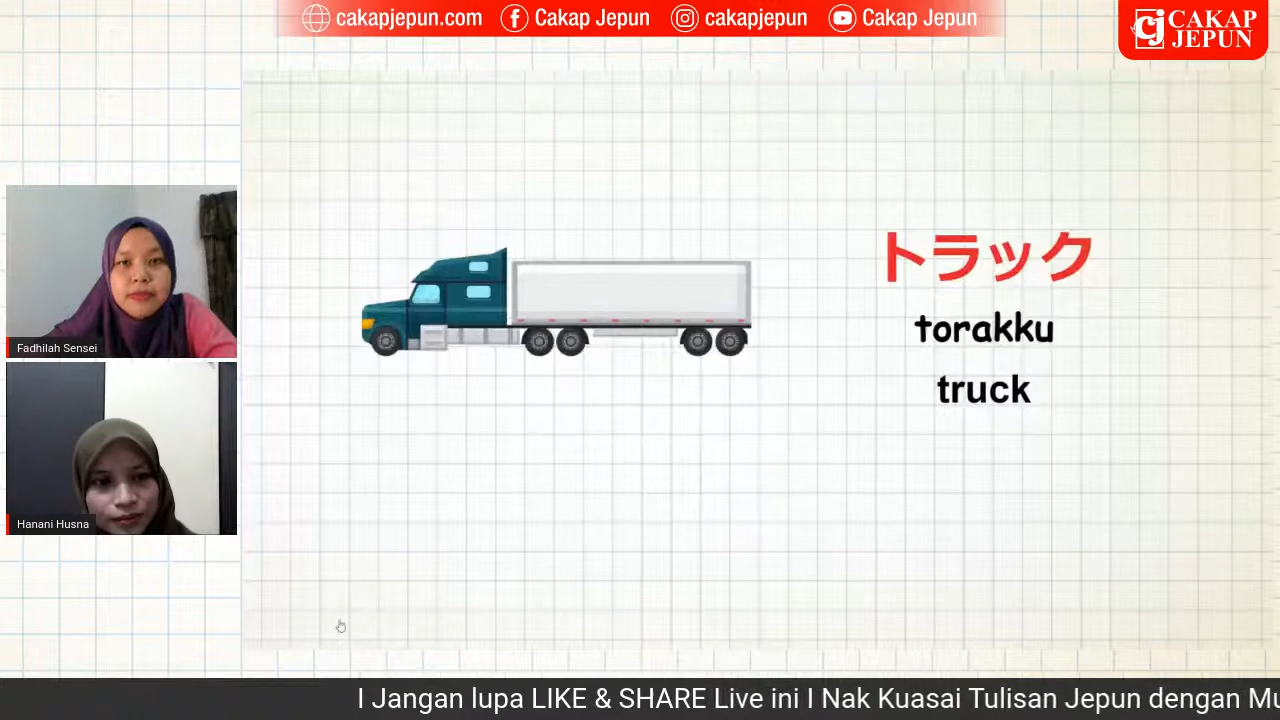 cakapjepun.com
Cakap Jepun
cakapjepun
Cakap Jepun
CAKAP
JEPUN
トラック
torakku
truck
Fadhilah Sensei
Hanani Husna
I Jangan lupa LIKE & SHARE Live ini I Nak Kuasai Tulisan Jepun dengan